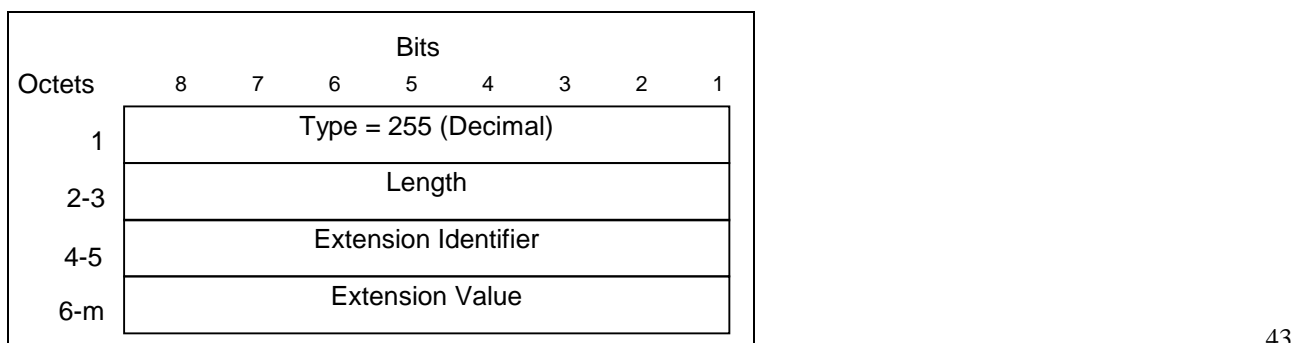 Bits
Octets 8 7 6 5 4 3 2 1
1 Type = 255 (Decimal)
2-3 Length
4-5 Extension Identifier
6-m Extension Value
43